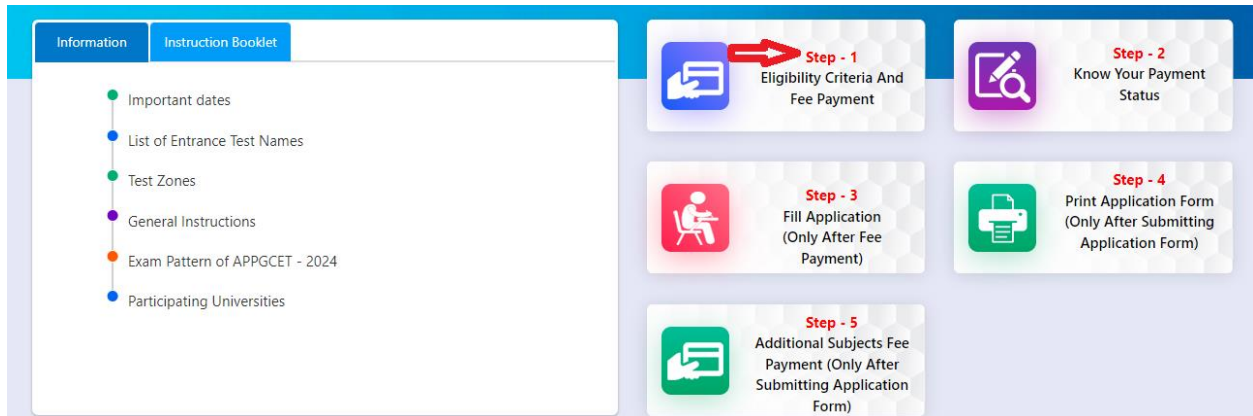 Information
Instruction Booklet
Important dates
List of Entrance Test Names
Test Zones
General Instructions
Exam Pattern of APPGCET - 2024
Participating Universities
Step - 1
Eligibility Criteria And
Fee Payment
Step - 2
Know Your Payment
Status
Step - 3
Fill Application
(Only After Fee
Payment)
Step - 4
Print Application Form
(Only After Submitting
Application Form)
Step - 5
Additional Subjects Fee
Payment (Only After
Submitting Application
Form)